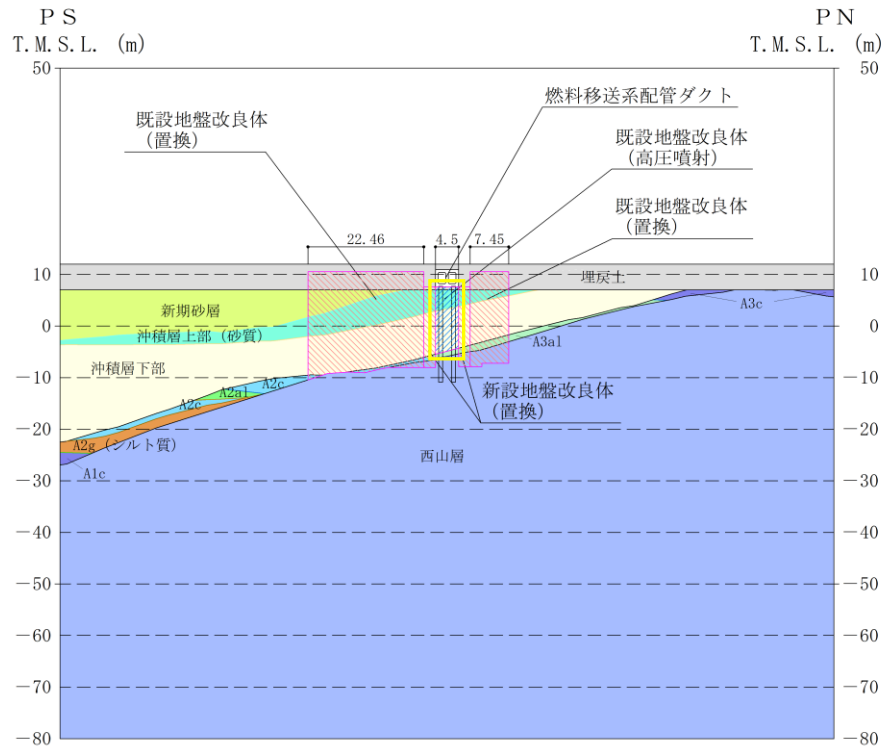 PS
PN
T.M.S.L. (m)
T.M.S.L. (m)
50
50
燃料移送系配管ダクト
既設地盤改良体
（置換）
既設地盤改良体
（高圧噴射）
既設地盤改良体
（置換）
22.46
4.5
7.45
10
埋戻土
10
新期砂層
A3c
0
沖積層上部（砂質）
0
A3al
沖積層下部
-10
A2c
新設地盤改良体
（置換）
-10
A2al
A2c
-20
-20
A2g（シルト質）
西山層
A1c
-30
-30
-40
-40
-50
-50
-60
-60
-70
-70
-80
-80